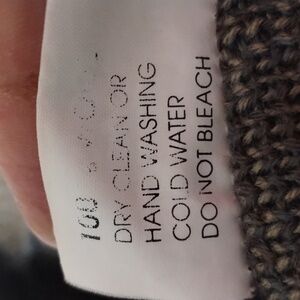 100
DRY CLEAN OR
HAND WASHING
COLD WATER
DO NOT BLEACH